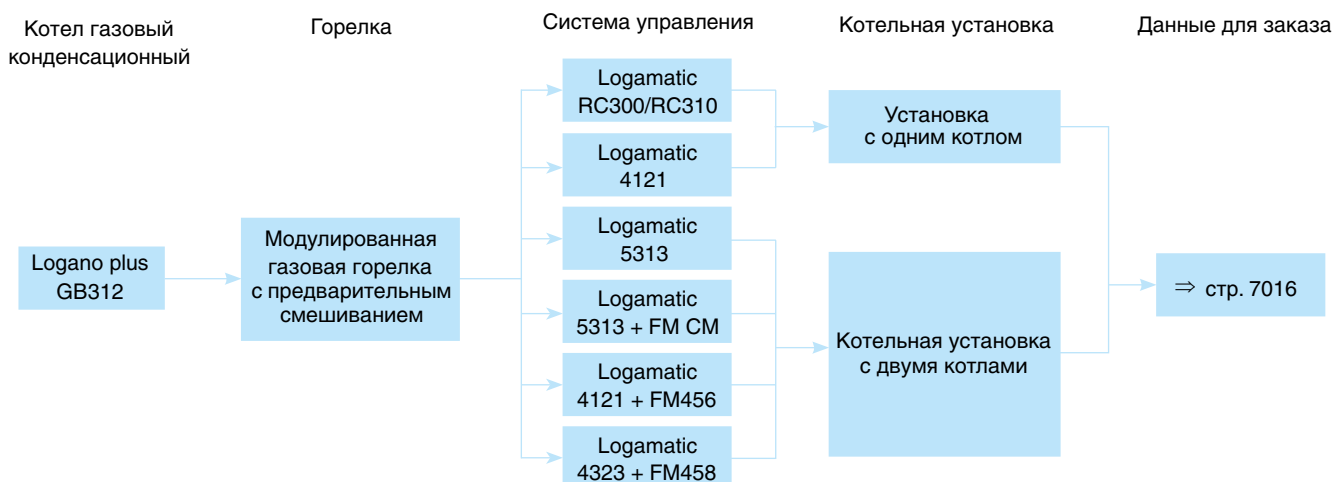 Котел газовый
конденсационный
Горелка
Система управления
Котельная установка
Данные для заказа
Logano plus
GB312
Модулированная
газовая горелка
с предварительным
смешиванием
Logamatic
RC300/RC310
Logamatic
4121
Logamatic
5313
Logamatic
5313 + FM CM
Logamatic
4121 + FM456
Logamatic
4323 + FM458
Установка
с одним котлом
Котельная установка
с двумя котлами
⇒ стр. 7016